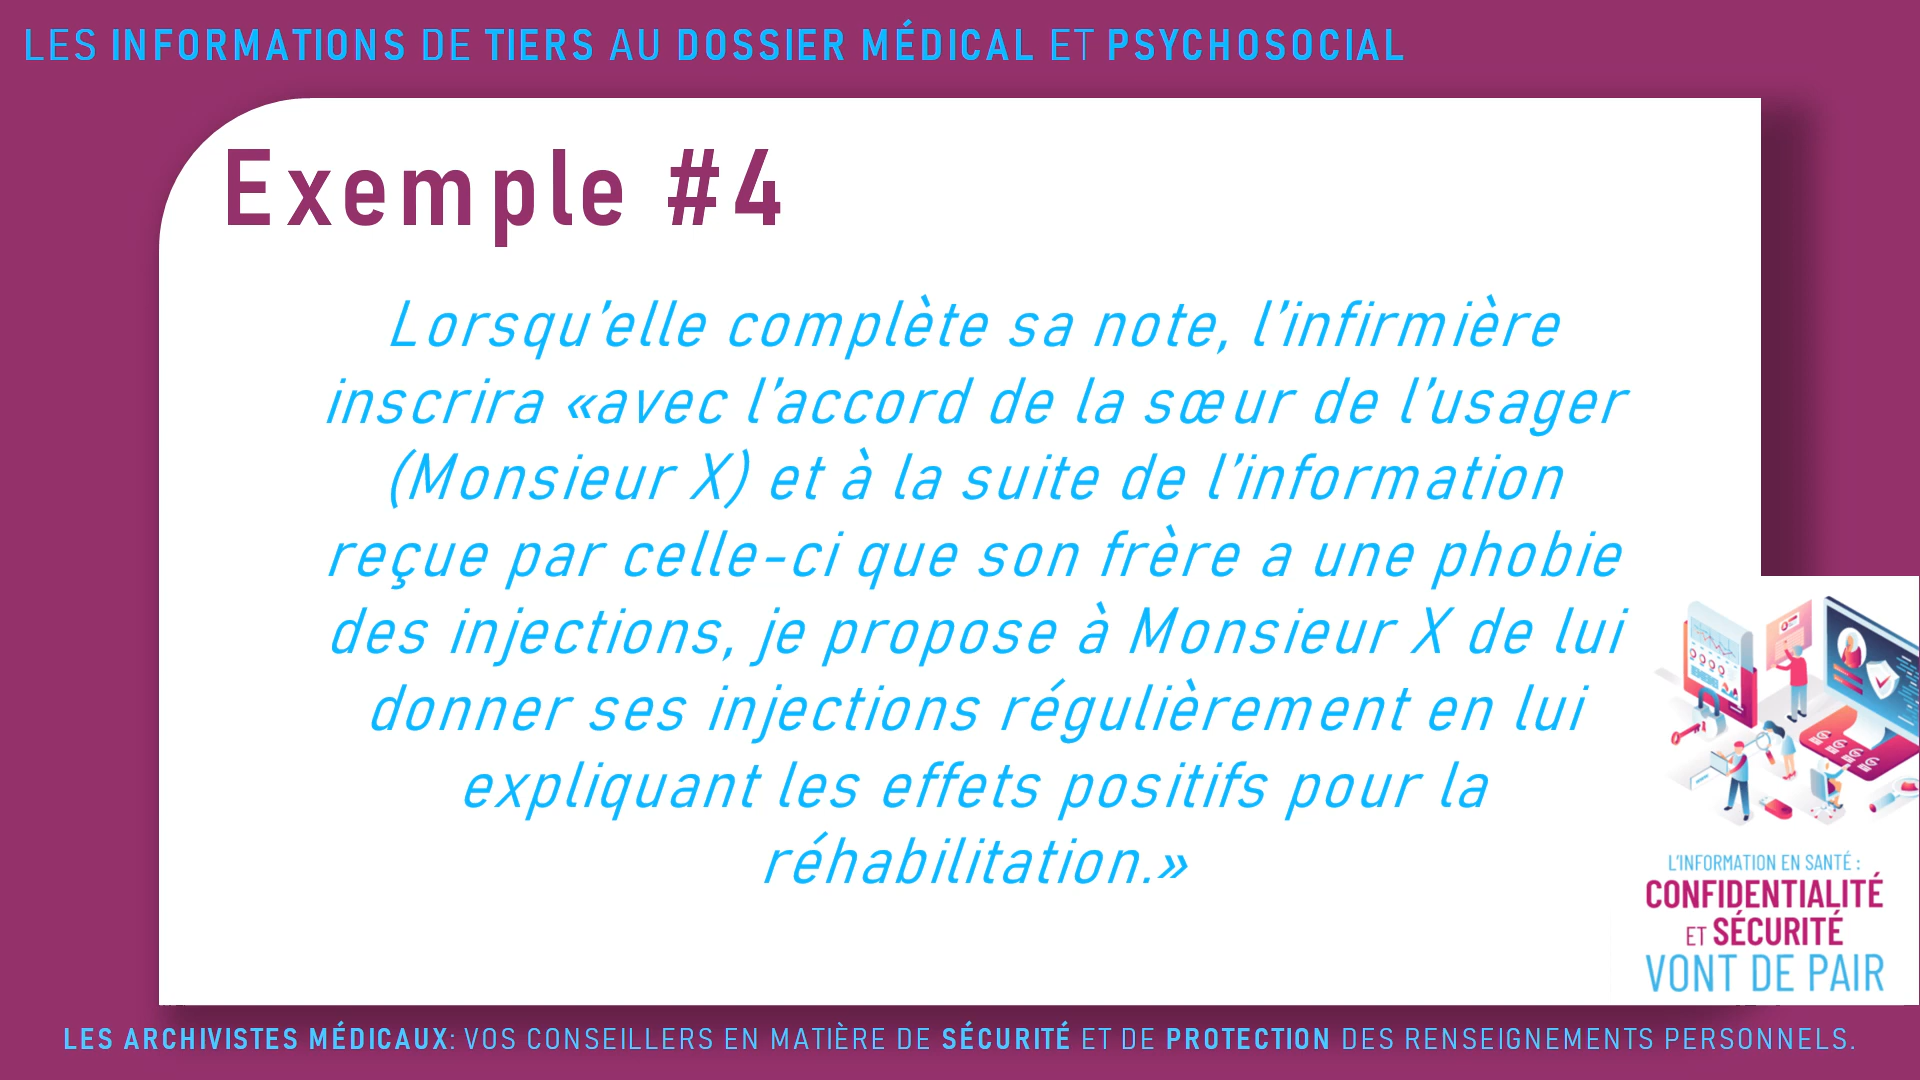 LES INFORMATIONS DE TIERS AU DOSSIER MÉDICAL ET PSYCHOSOCIAL
Exemple #4
Lorsqu'elle complète sa note, l'infirmière
inscrira «avec l'accord de la sœur de l'usager
(Monsieur X) et à la suite de l'information
reçue par celle-ci que son frère a une phobie
des injections, je propose à Monsieur X de lui
donner ses injections régulièrement en lui
expliquant les effets positifs pour la
réhabilitation.»
L'INFORMATION EN SANTÉ :
CONFIDENTIALITÉ
ET SÉCURITÉ
VONT DE PAIR
LES ARCHIVISTES MÉDICAUX: VOS CONSEILLERS EN MATIÈRE DE SÉCURITÉ ET DE PROTECTION DES RENSEIGNEMENTS PERSONNELS.